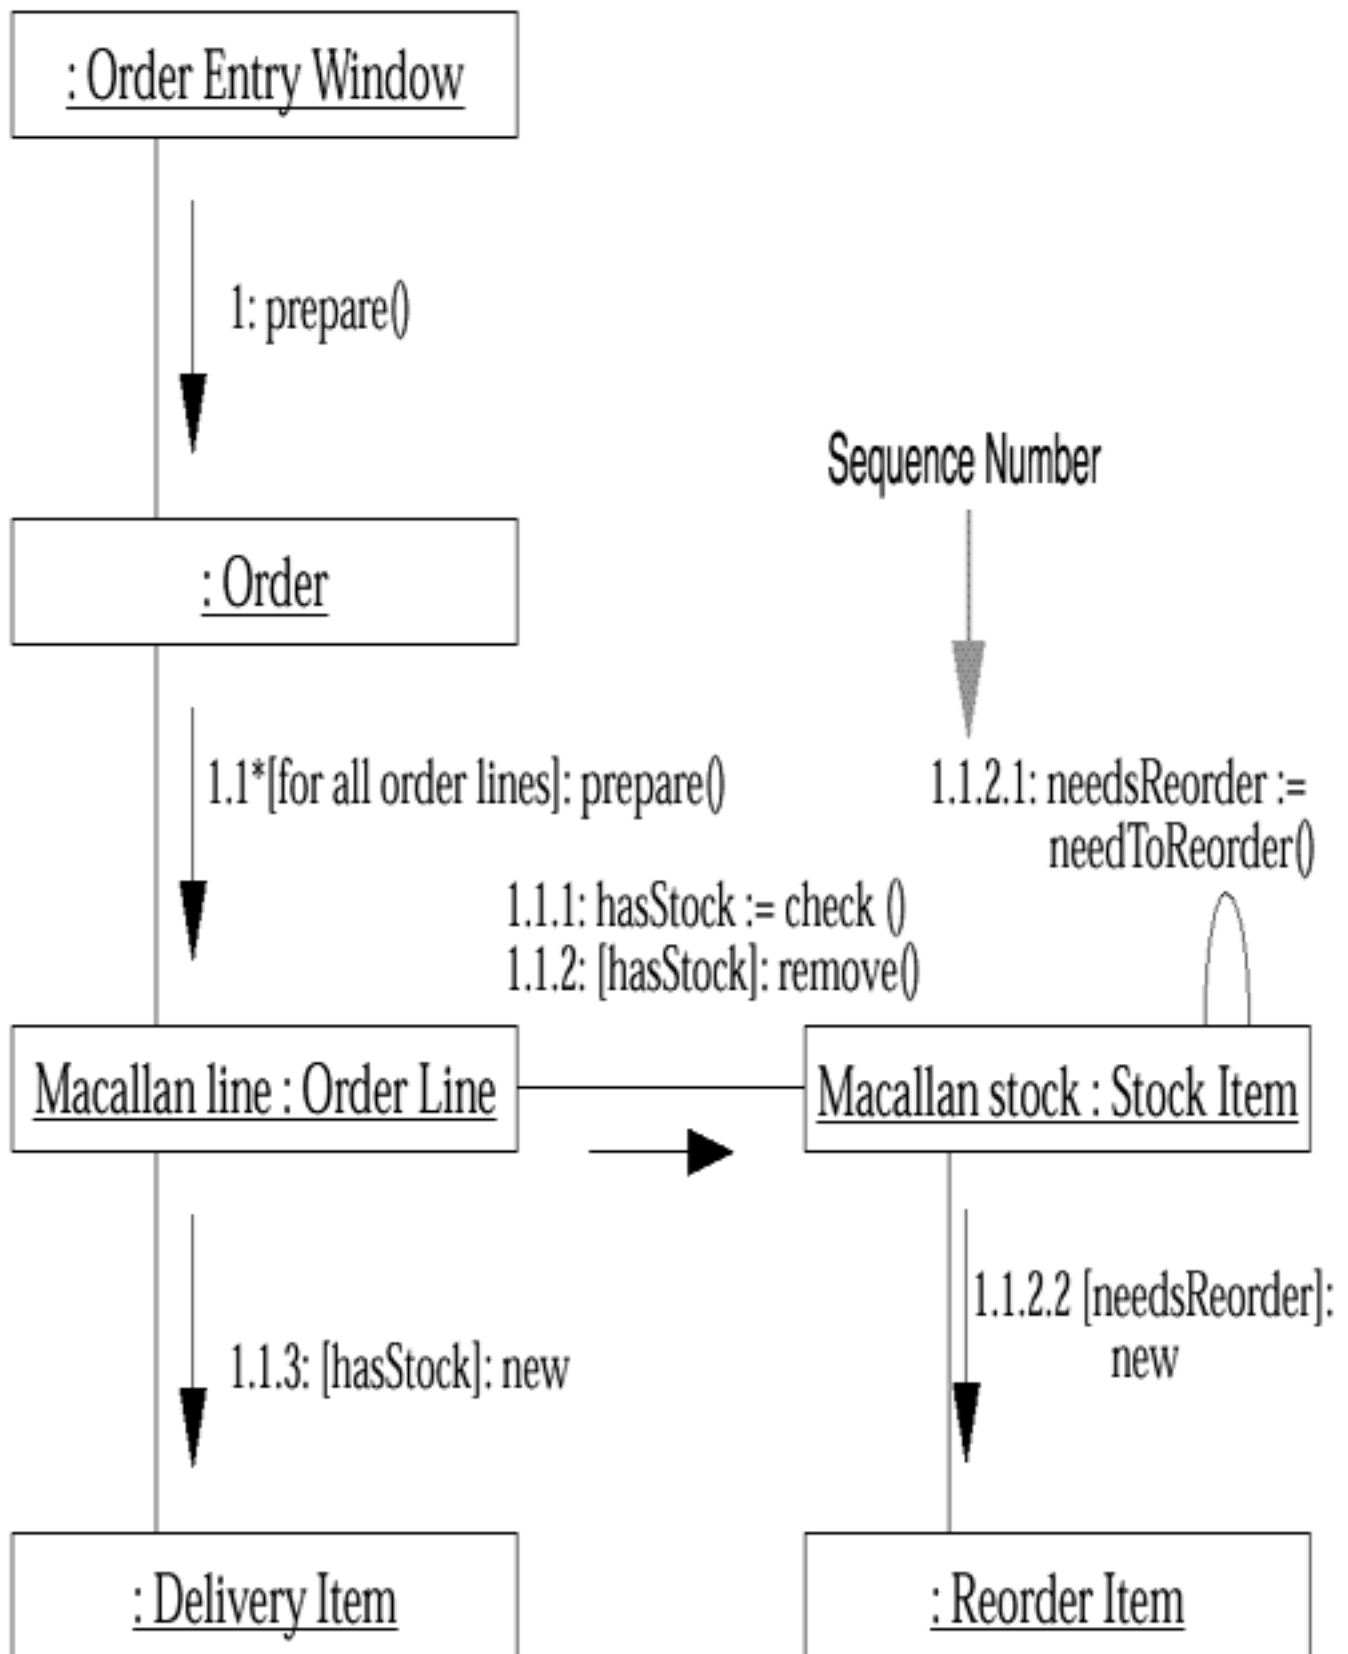 : Order Entry Window
1: prepare()
Sequence Number
: Order
1.1*[for all order lines]: prepare()
1.1.2.1: needsReorder :=
needToReorder()
1.1.1: hasStock := check ()
1.1.2: [hasStock]: remove()
Macallan line : Order Line
Macallan stock : Stock Item
1.1.2.2 [needsReorder]:
new
1.1.3: [hasStock]: new
: Delivery Item
: Reorder Item